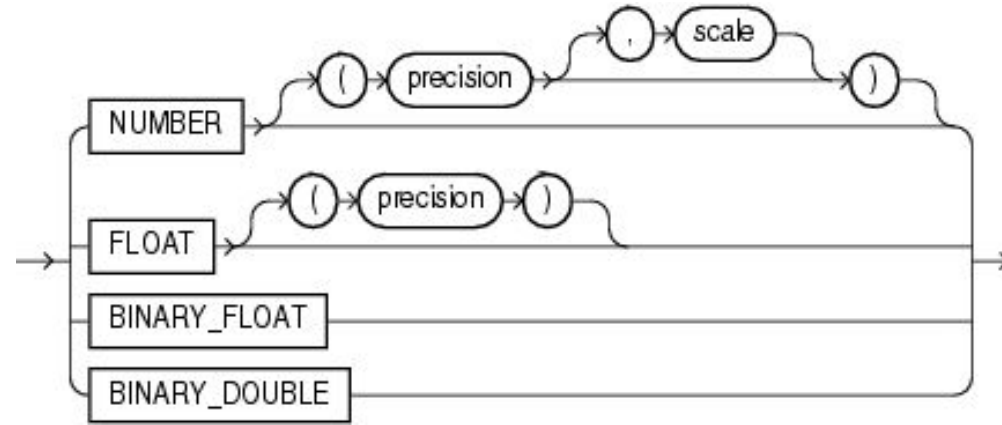 , scale
( precision )
NUMBER
( precision )
FLOAT
BINARY_FLOAT
BINARY_DOUBLE